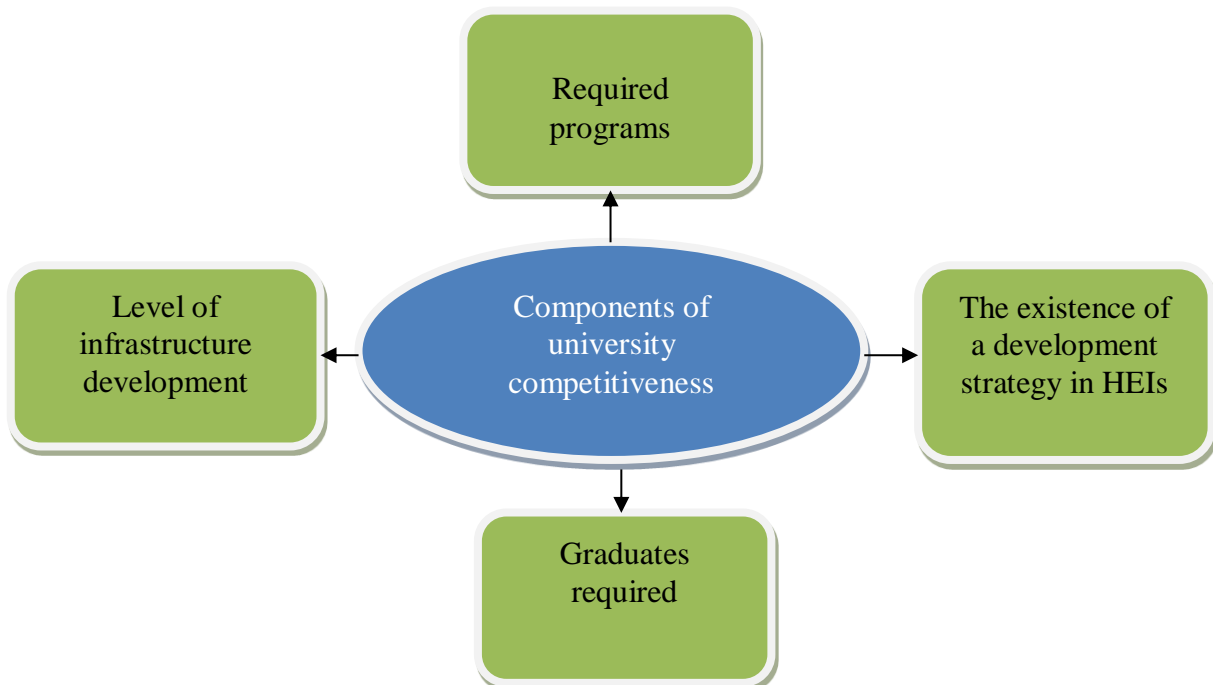 Required
programs
Level of
infrastructure
development
Components of
university
competitiveness
The existence of
a development
strategy in HEIs
Graduates
required